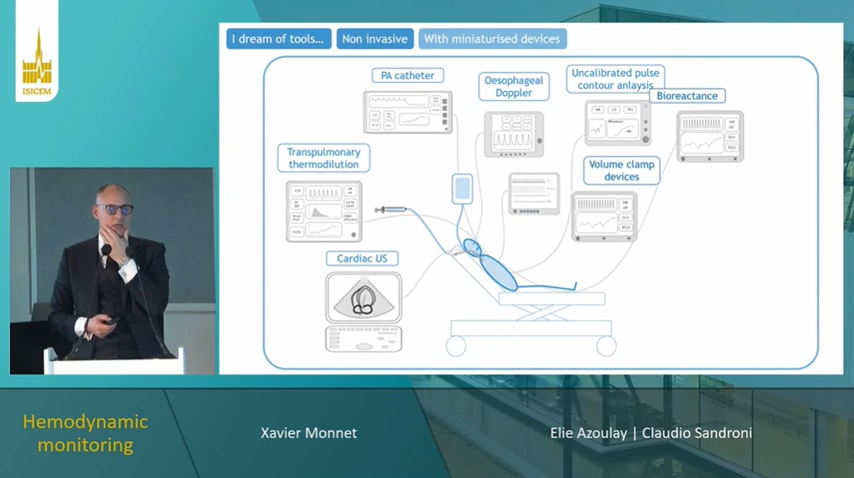 ISICEM
I dream of tools... Non invasive With miniaturised devices
PA catheter
Oesophageal
Doppler
Uncalibrated pulse
contour anlaysis
Bioreactance
Transpulmonary
thermodilution
Volume clamp
devices
Cardiac US
Hemodynamic
monitoring
Xavier Monnet
Elie Azoulay | Claudio Sandroni